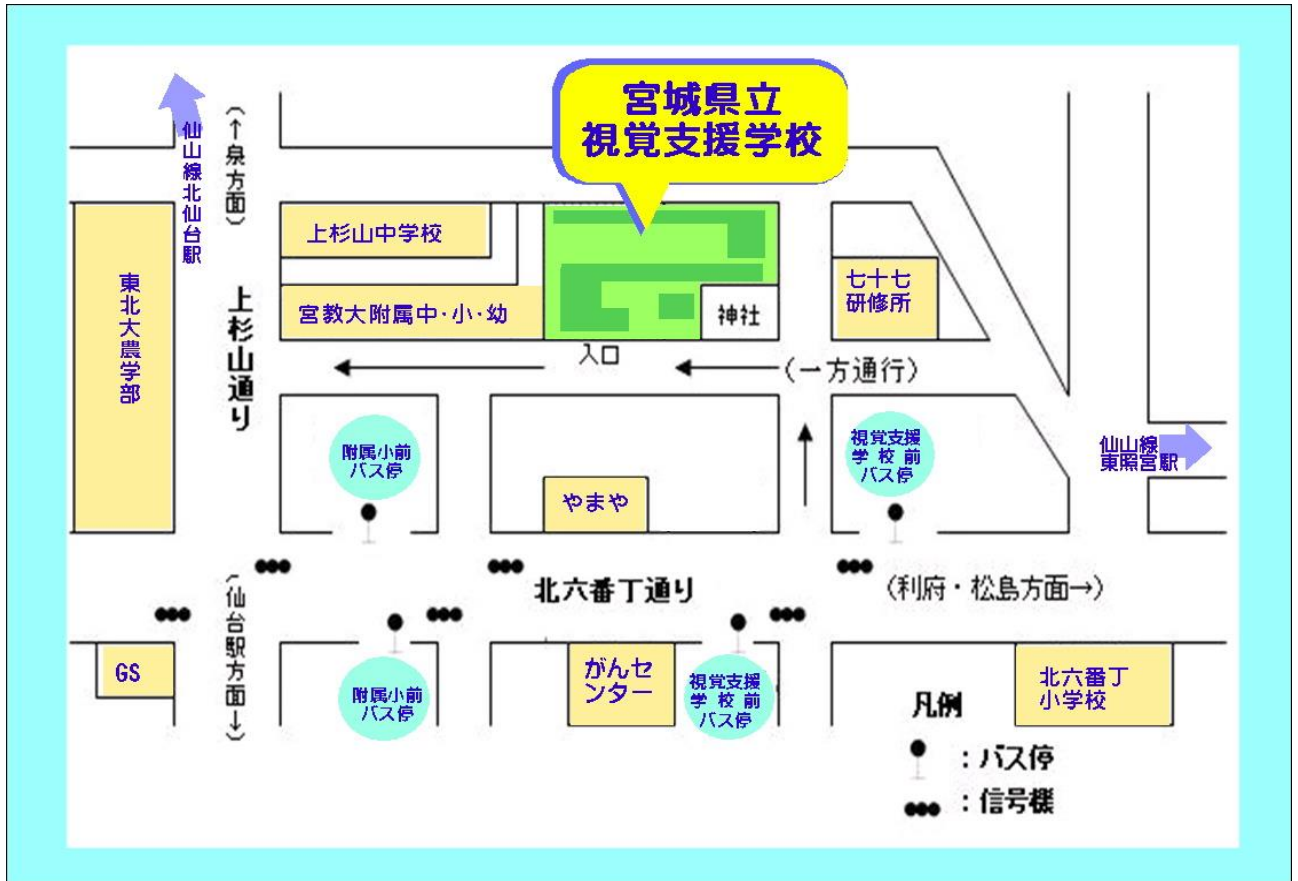 宮城県立
視覚支援学校
仙山線北仙台駅
(↑泉方面)
上杉山中学校
東北大農学部
上杉山通り
宮教大附属中・小・幼
神社
七十七
研修所
入口
(一方通行)
附属小前
バス停
視覚支援
学校前
バス停
仙山線
東照宮駅
やまや
北六番丁通り
(利府・松島方面→)
(仙台駅方面↓)
GS
附属小前
バス停
がんセ
ンター
視覚支援
学校前
バス停
北六番丁
小学校
凡例
：バス停
：信号機